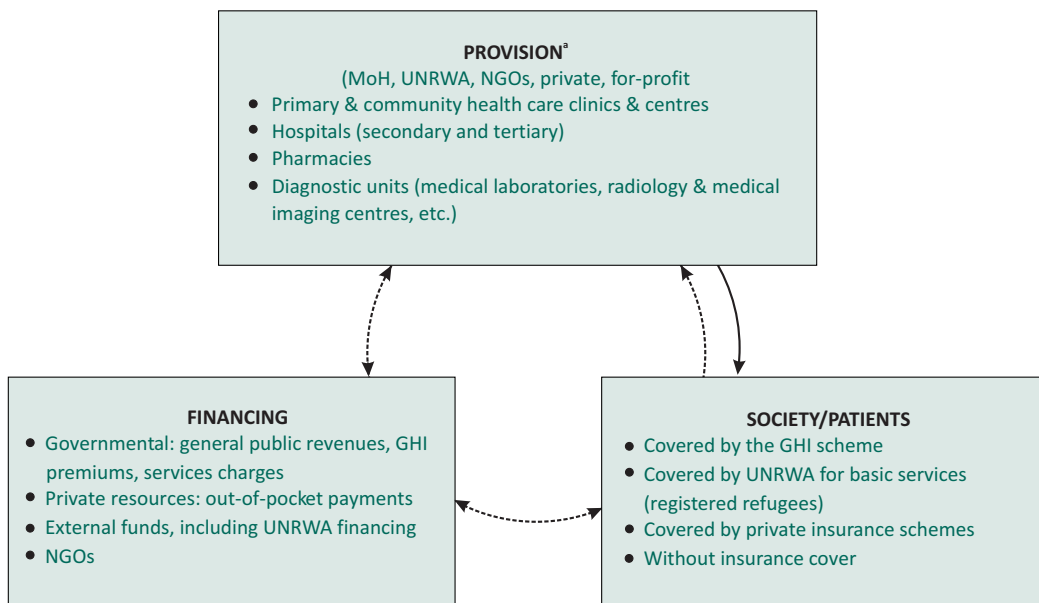 PROVISIONᵃ
(MoH, UNRWA, NGOs, private, for-profit
• Primary & community health care clinics & centres
• Hospitals (secondary and tertiary)
• Pharmacies
• Diagnostic units (medical laboratories, radiology & medical
imaging centres, etc.)
FINANCING
• Governmental: general public revenues, GHI
premiums, services charges
• Private resources: out-of-pocket payments
• External funds, including UNRWA financing
• NGOs
SOCIETY/PATIENTS
• Covered by the GHI scheme
• Covered by UNRWA for basic services
(registered refugees)
• Covered by private insurance schemes
• Without insurance cover